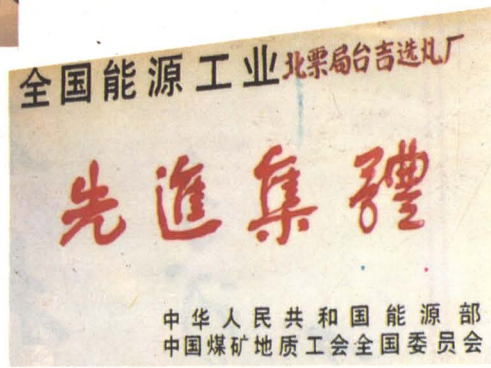 全国能源工业北票局台吉选煤厂
先進集體
中华人民共和国能源部
中国煤矿地质工会全国委员会